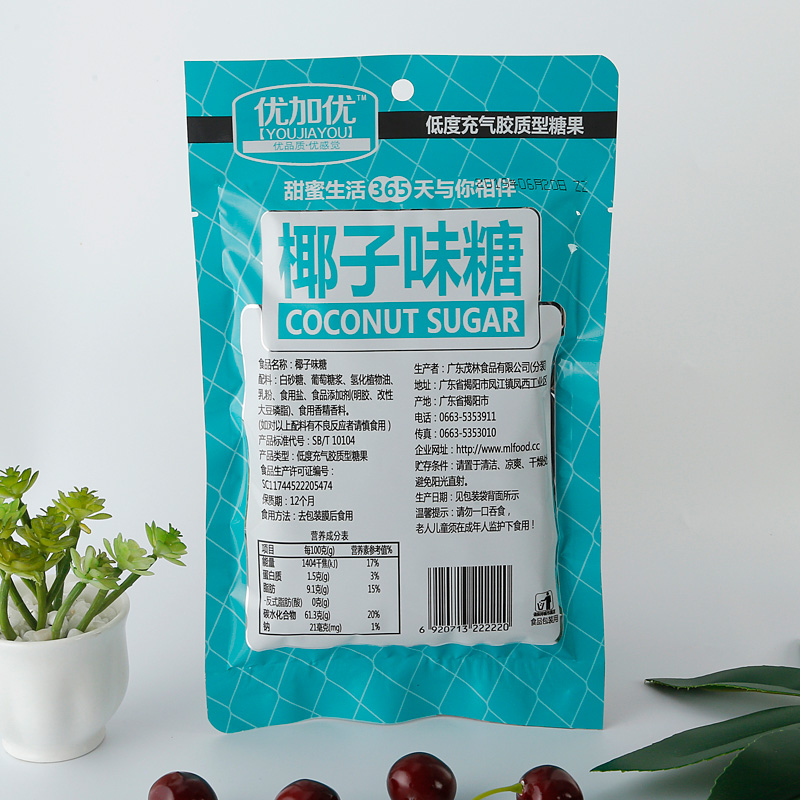 优加优™
【YOUJIAYOU】
优品质·优感觉
低度充气胶质型糖果
甜蜜生活365天与你相伴
2019年06月20日 22
椰子味糖
COCONUT SUGAR
食品名称：椰子味糖
配料：白砂糖、葡萄糖浆、氢化植物油、
乳粉、食用盐、食品添加剂(明胶、改性
大豆磷脂)、食用香精香料。
(如对以上配料有不良反应者请慎食用）
产品标准代号：SB/T 10104
产品类型：低度充气胶质型糖果
食品生产许可证编号：
SC11744522205474
保质期：12个月
食用方法：去包装膜后食用
生产者：广东茂林食品有限公司(分装)
地址：广东省揭阳市凤江镇凤西工业区
产地：广东省揭阳市
电话：0663-5353911
传真：0663-5353010
企业网址：http://www.mlfood.cc
贮存条件：请置于清洁、凉爽、干燥处
避免阳光直射。
生产日期：见包装袋背面所示
温馨提示：请勿一口吞食，
老人儿童须在成年人监护下食用！
营养成分表
项目 每100克(g) 营养素参考值%
能量 1404千焦(kJ) 17%
蛋白质 1.5克(g) 3%
脂肪 9.1克(g) 15%
-反式脂肪(酸) 0克(g)
碳水化合物 61.3克(g) 20%
钠 21毫克(mg) 1%
6 920713 222220
食品包装用